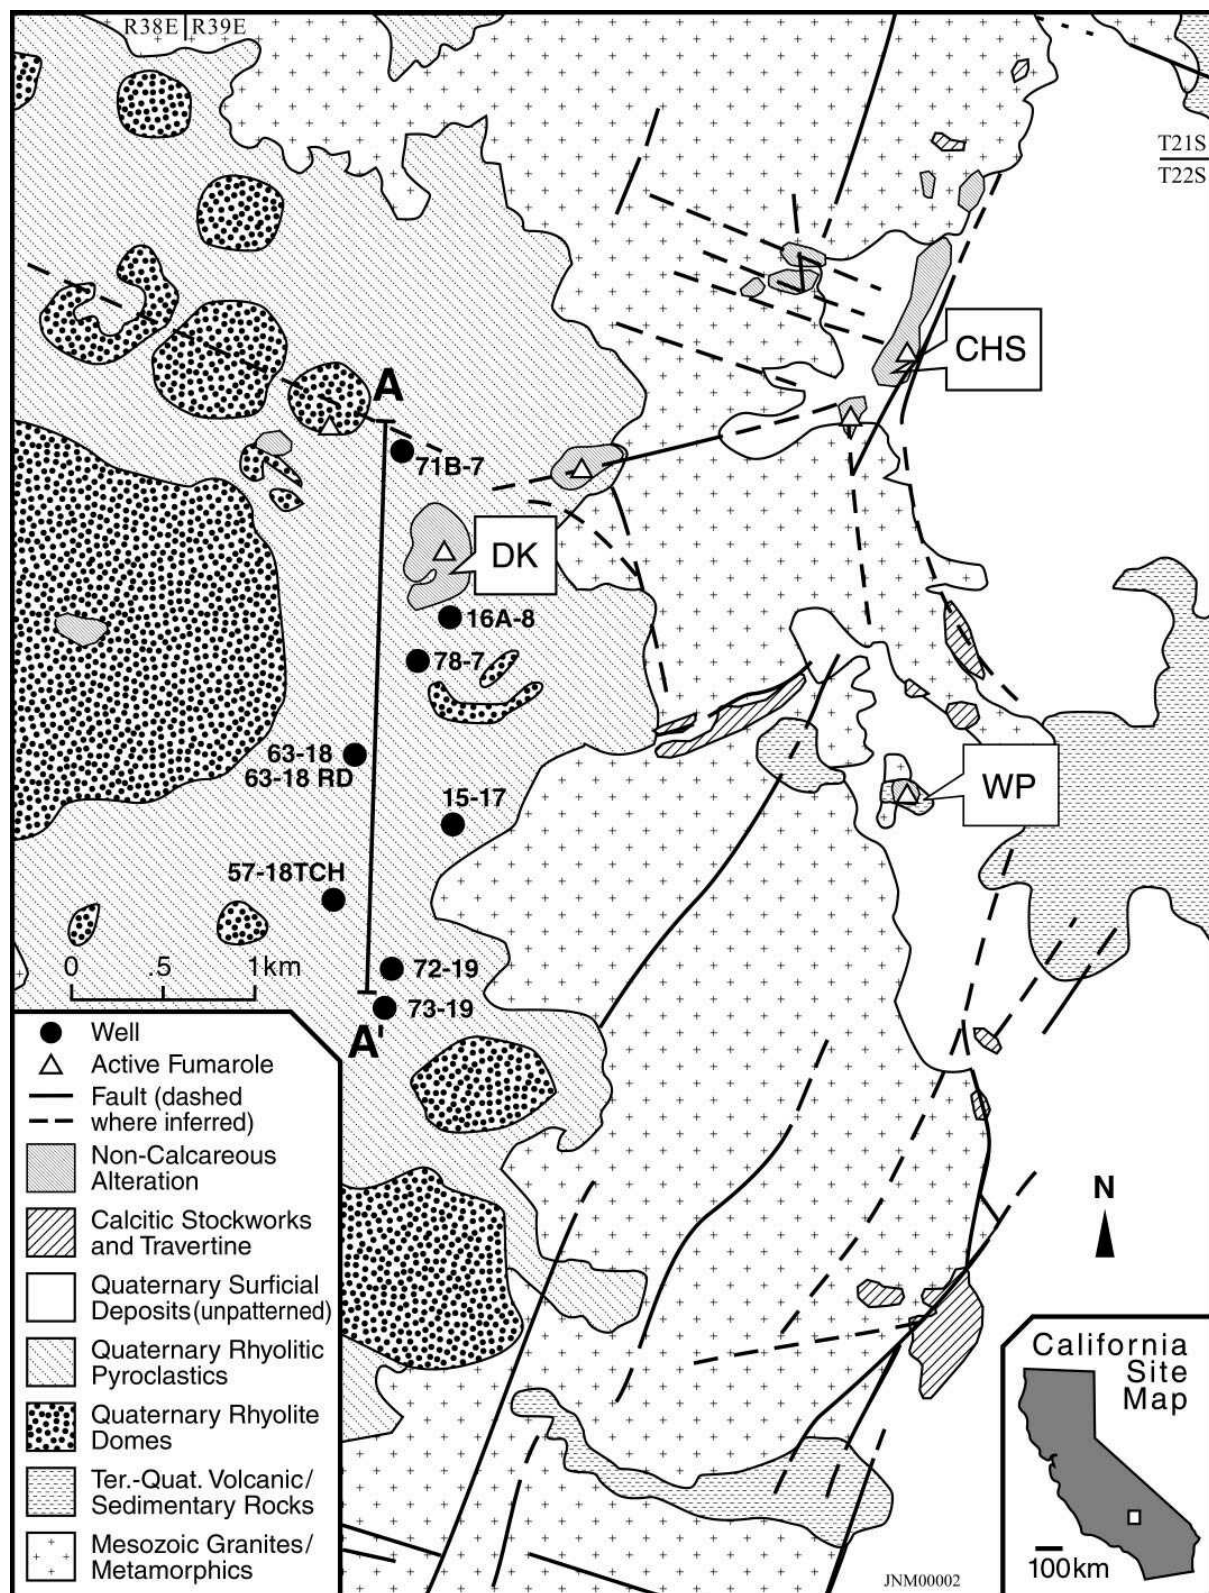 R38E R39E
T21S
T22S
CHS
A
71B-7
DK
16A-8
78-7
63-18
63-18 RD
WP
15-17
57-18TCH
0 .5 1km
72-19
73-19
A'
Well
Active Fumarole
Fault (dashed
where inferred)
Non-Calcareous
Alteration
Calcitic Stockworks
and Travertine
Quaternary Surficial
Deposits (unpatterned)
Quaternary Rhyolitic
Pyroclastics
Quaternary Rhyolite
Domes
Ter.-Quat. Volcanic/
Sedimentary Rocks
Mesozoic Granites/
Metamorphics
N
California
Site
Map
100km
JNM00002